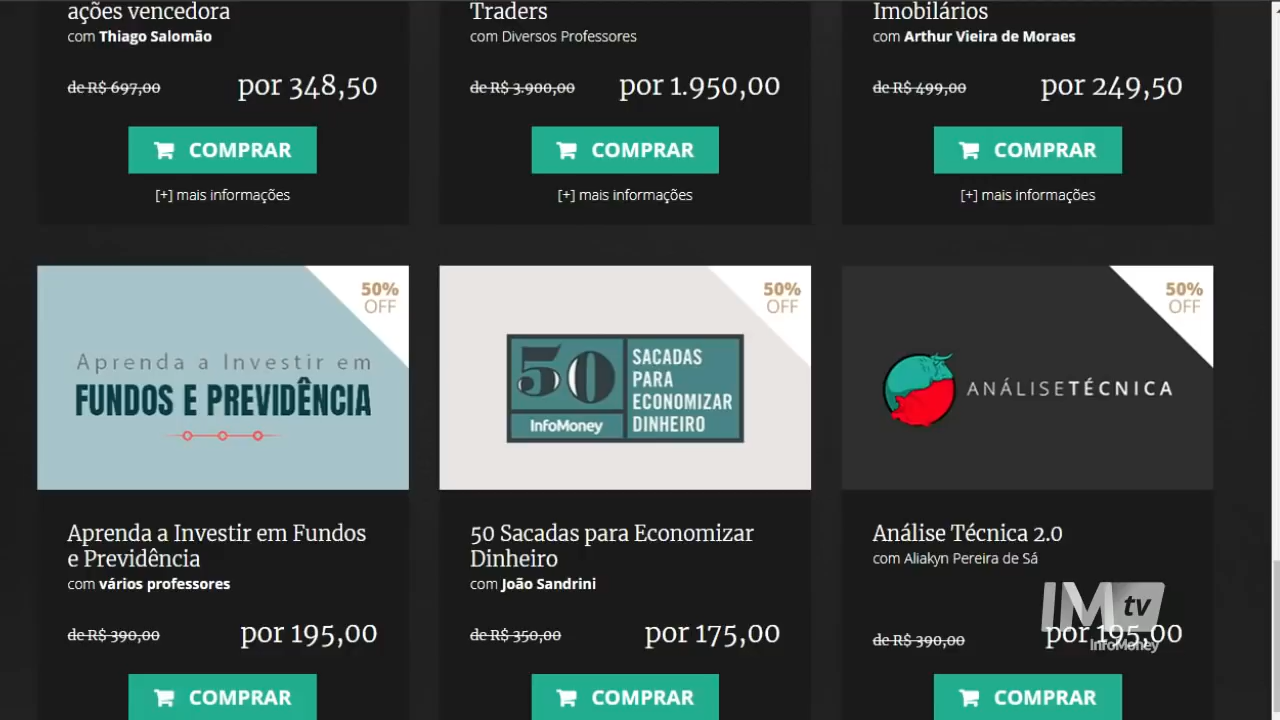 ações vencedora
com Thiago Salomão
de R$ 697,00 por 348,50
COMPRAR
[+] mais informações
Traders
com Diversos Professores
de R$ 3.900,00 por 1.950,00
COMPRAR
[+] mais informações
Imobilários
com Arthur Vieira de Moraes
de R$ 499,00 por 249,50
COMPRAR
[+] mais informações
50%
OFF
Aprenda a Investir em
FUNDOS E PREVIDÊNCIA
Aprenda a Investir em Fundos
e Previdência
com vários professores
de R$ 390,00 por 195,00
COMPRAR
50%
OFF
50
InfoMoney
SACADAS
PARA
ECONOMIZAR
DINHEIRO
50 Sacadas para Economizar
Dinheiro
com João Sandrini
de R$ 350,00 por 175,00
COMPRAR
50%
OFF
ANÁLISETÉCNICA
Análise Técnica 2.0
com Aliakyn Pereira de Sá
de R$ 390,00 por 195,00
COMPRAR
IMtv
InfoMoney